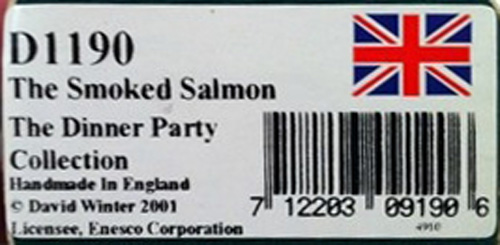 D1190
The Smoked Salmon
The Dinner Party
Collection
Handmade In England
© David Winter 2001
Licensee, Enesco Corporation
7 12203 09190 6
4910